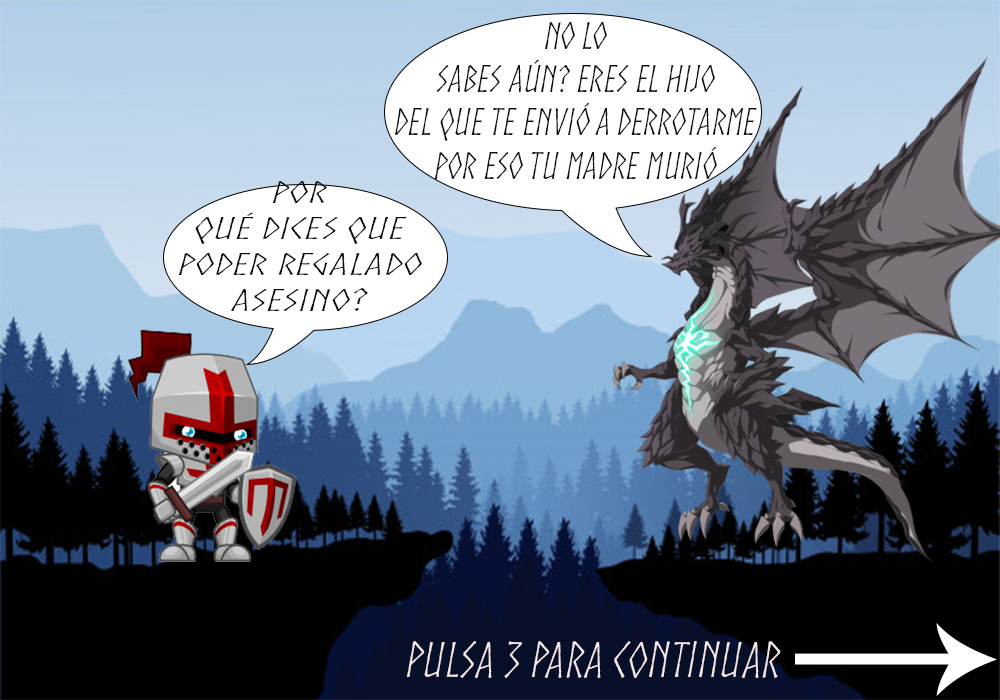 POR
QUÉ DICES QUE
PODER REGALADO
ASESINO?
NO LO
SABES AÚN? ERES EL HIJO
DEL QUE TE ENVIÓ A DERROTARME
POR ESO TU MADRE MURIÓ
PULSA 3 PARA CONTINUAR